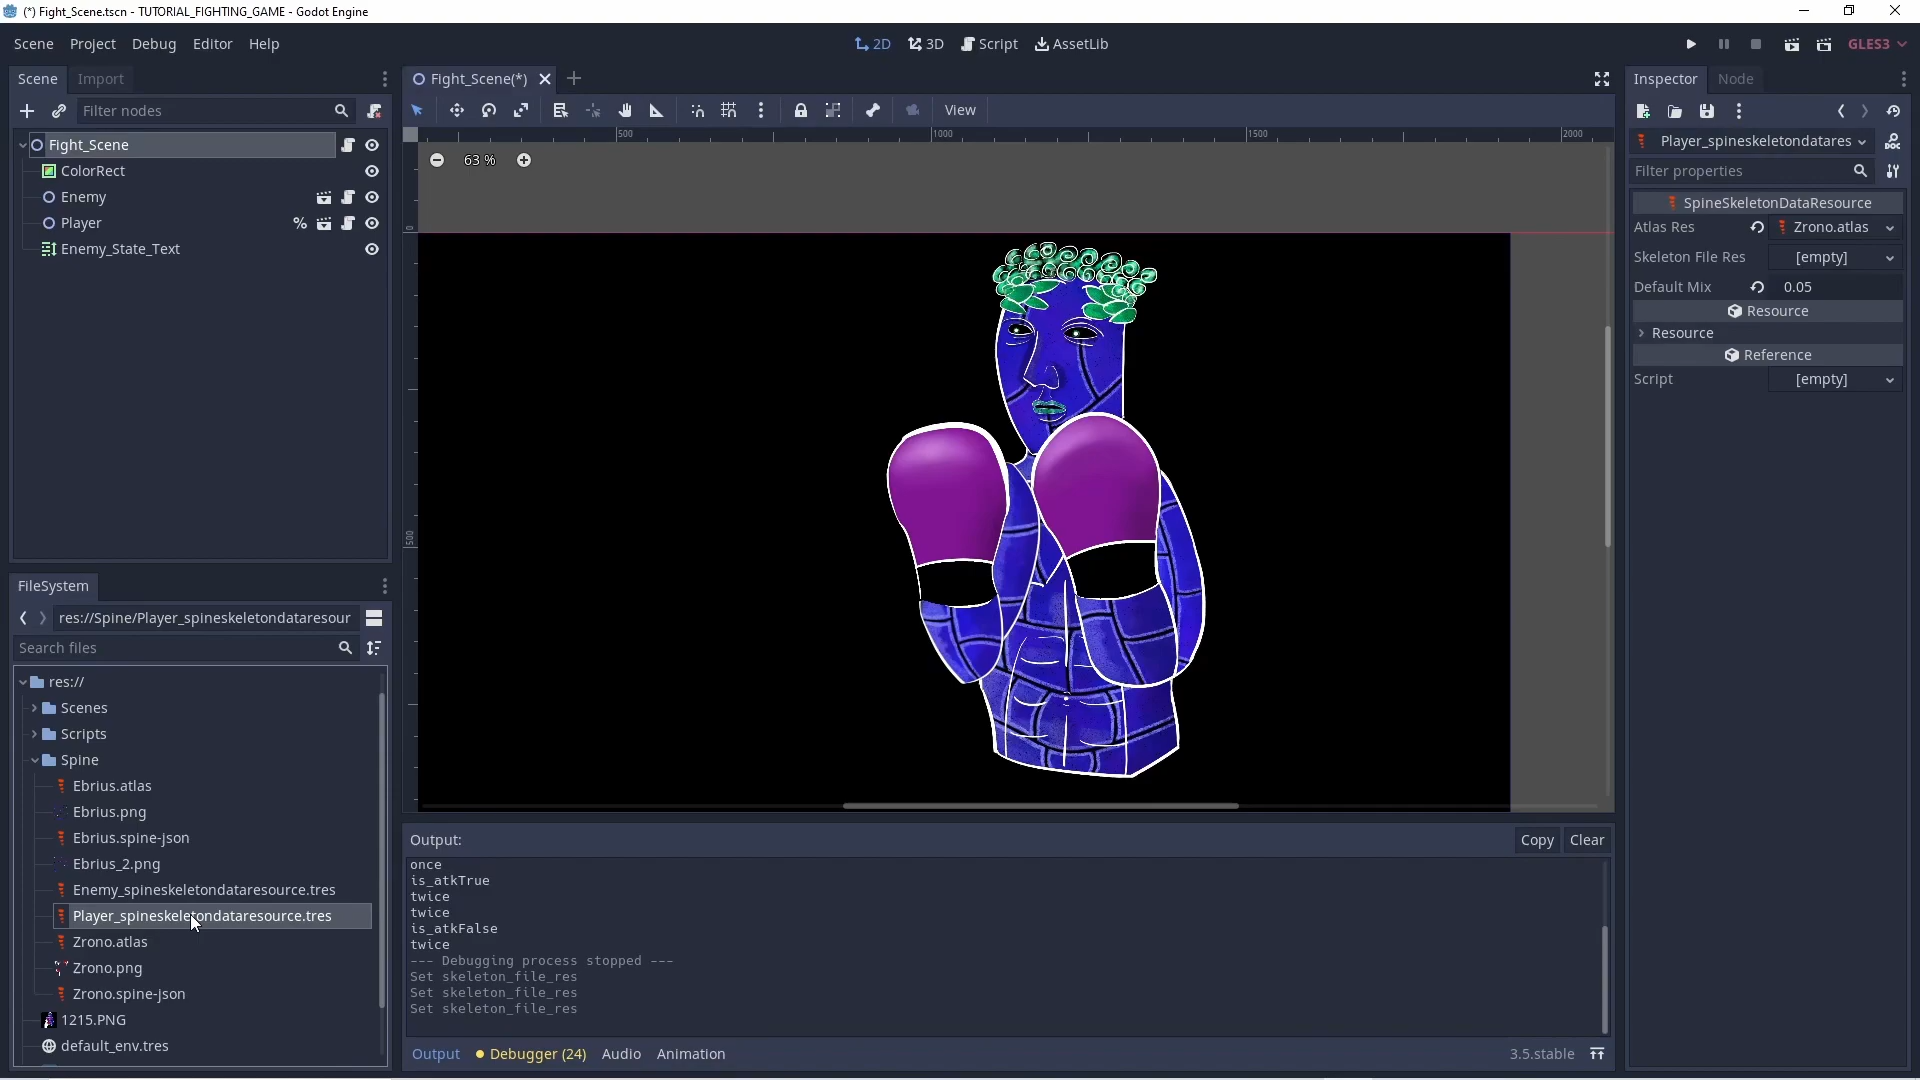 (*) Fight_Scene.tscn - TUTORIAL_FIGHTING_GAME - Godot Engine
Scene Project Debug Editor Help
2D 3D Script AssetLib
GLES3
Scene Import
Fight_Scene(*)
Inspector Node
Filter nodes
View
Fight_Scene
ColorRect
Enemy
Player
Enemy_State_Text
500 1000 1500 2000
63 %
0
500
Player_spineskeletondatares
Filter properties
SpineSkeletonDataResource
Atlas Res Zrono.atlas
Skeleton File Res [empty]
Default Mix 0.05
Resource
Resource
Reference
Script [empty]
FileSystem
res://Spine/Player_spineskeletondataresour
Search files
res://
Scenes
Scripts
Spine
Ebrius.atlas
Ebrius.png
Ebrius.spine-json
Ebrius_2.png
Enemy_spineskeletondataresource.tres
Player_spineskeletondataresource.tres
Zrono.atlas
Zrono.png
Zrono.spine-json
1215.PNG
default_env.tres
Output:
Copy Clear
once
is_atkTrue
twice
twice
is_atkFalse
twice
--- Debugging process stopped ---
Set skeleton_file_res
Set skeleton_file_res
Set skeleton_file_res
Output Debugger (24) Audio Animation
3.5.stable